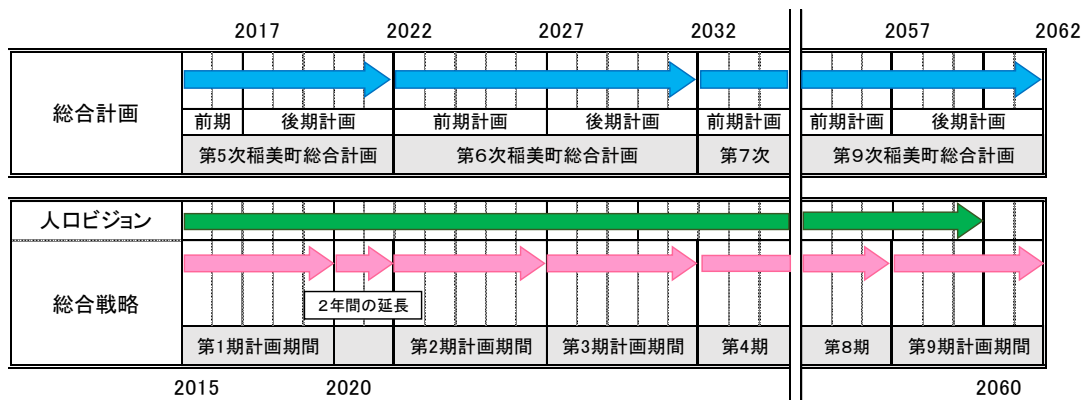 2017 2022 2027 2032 2057 2062
総合計画
前期 後期計画 前期計画 後期計画 前期計画 前期計画 後期計画
第5次稲美町総合計画 第６次稲美町総合計画 第７次 第９次稲美町総合計画
人口ビジョン
総合戦略
２年間の延長
第1期計画期間 第２期計画期間 第３期計画期間 第４期 第８期 第９期計画期間
2015 2020 2060